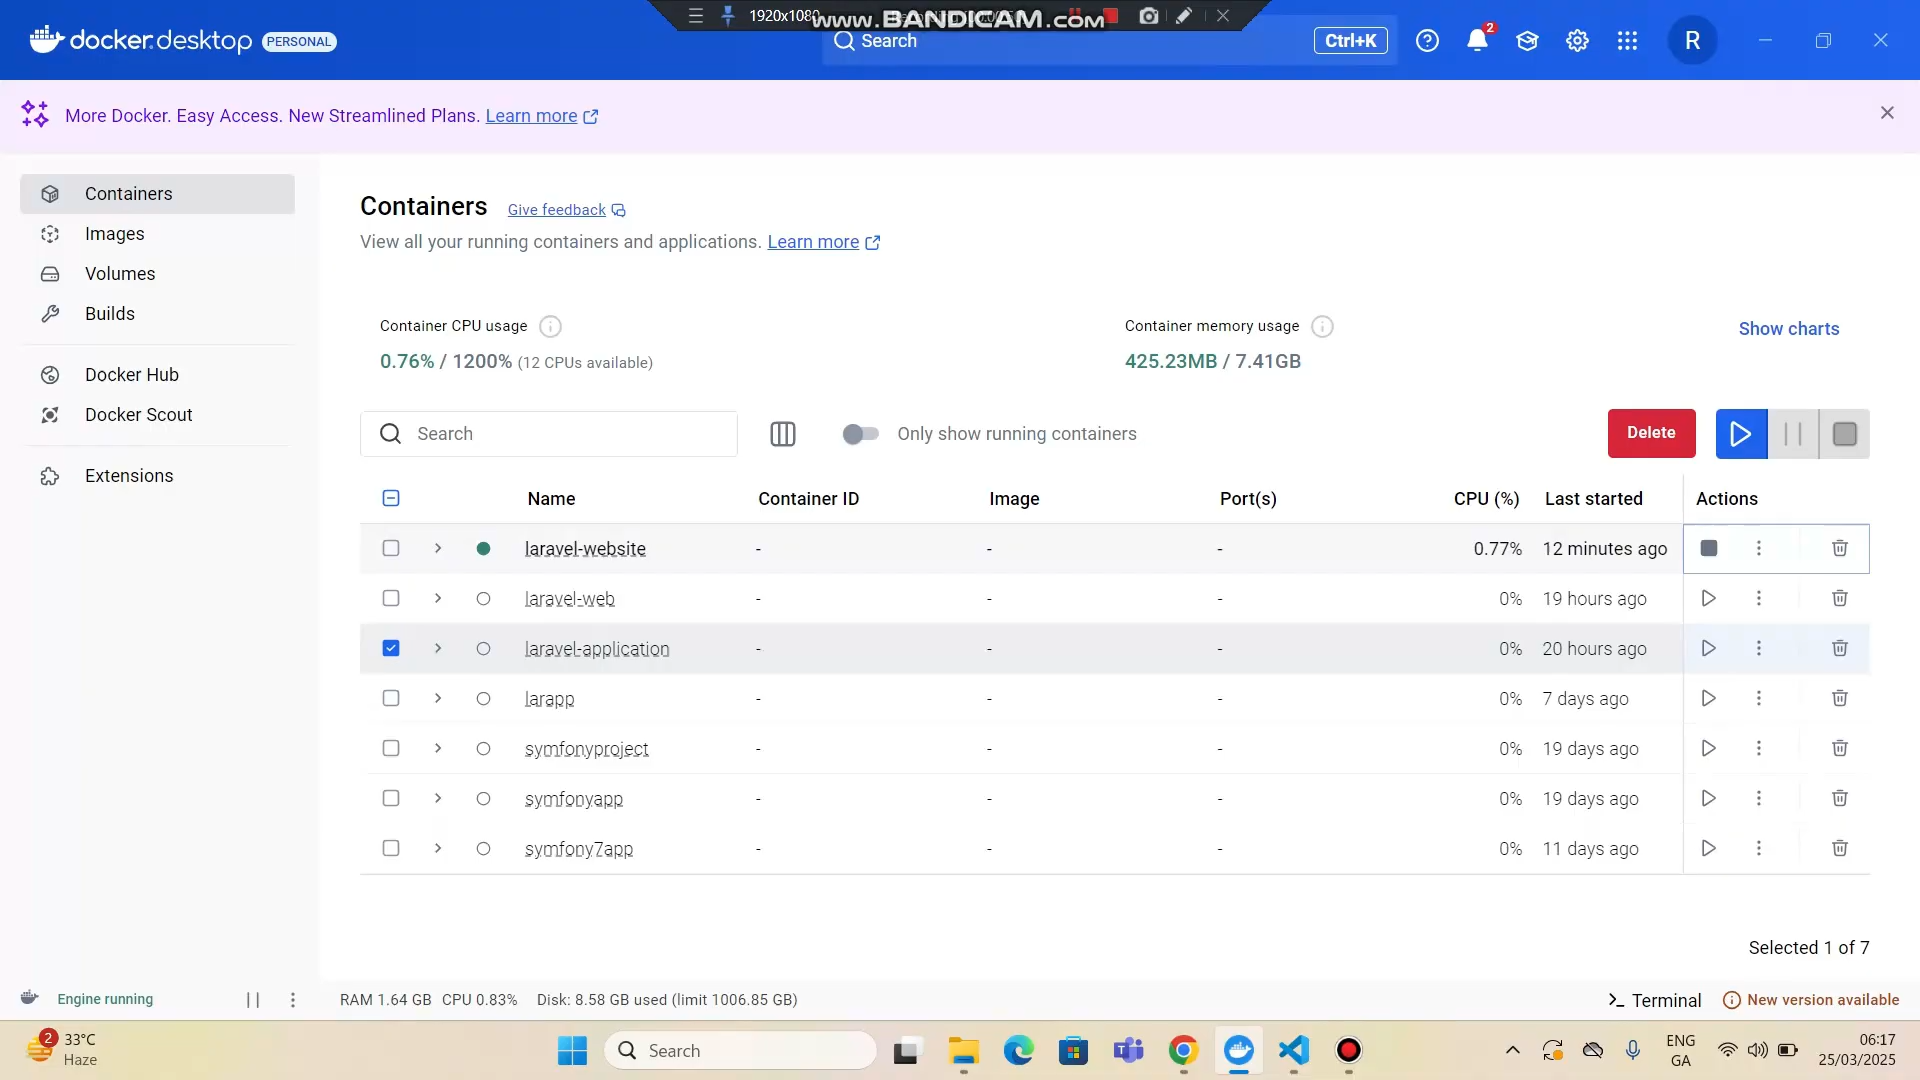 1920x1080
www.BANDICAM.com
docker.desktop PERSONAL
Search
Ctrl+K
2
R
More Docker. Easy Access. New Streamlined Plans. Learn more
Containers
Images
Volumes
Builds
Docker Hub
Docker Scout
Extensions
Containers
Give feedback
View all your running containers and applications. Learn more
Container CPU usage
0.76% / 1200% (12 CPUs available)
Container memory usage
425.23MB / 7.41GB
Show charts
Search
Only show running containers
Delete
Name Container ID Image Port(s) CPU (%) Last started Actions
laravel-website - - - 0.77% 12 minutes ago
laravel-web - - - 0% 19 hours ago
laravel-application - - - 0% 20 hours ago
larapp - - - 0% 7 days ago
symfonyproject - - - 0% 19 days ago
symfonyapp - - - 0% 19 days ago
symfony7app - - - 0% 11 days ago
Selected 1 of 7
Engine running
RAM 1.64 GB CPU 0.83% Disk: 8.58 GB used (limit 1006.85 GB)
Terminal
New version available
2
33°C
Haze
Search
ENG
GA
06:17
25/03/2025